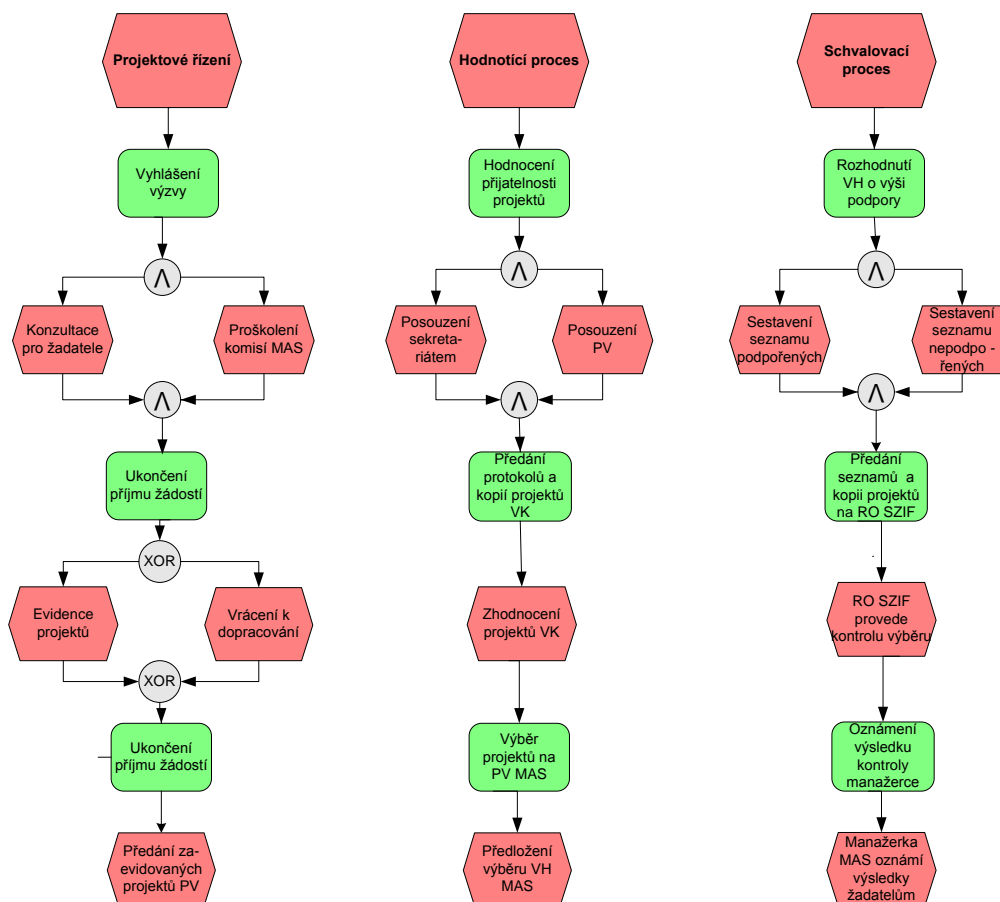 Projektové řízení
Vyhlášení
výzvy
Λ
Konzultace
pro žadatele
Proškolení
komisí MAS
Λ
Ukončení
příjmu žádostí
XOR
Evidence
projektů
Vrácení k
dopracování
XOR
Ukončení
příjmu žádostí
Předání za-
evidovaných
projektů PV
Hodnotící proces
Hodnocení
přijatelnosti
projektů
Λ
Posouzení
sekreta-
riátem
Posouzení
PV
Λ
Předání
protokolů a
kopií projektů
VK
Zhodnocení
projektů VK
Výběr
projektů na
PV MAS
Předložení
výběru VH
MAS
Schvalovací
proces
Rozhodnutí
VH o výši
podpory
Λ
Sestavení
seznamu
podpořených
Sestavení
seznamu
nepodpo -
řených
Λ
Předání
seznamů a
kopii projektů
na RO SZIF
RO SZIF
provede
kontrolu výběru
Oznámení
výsledku
kontroly
manažerce
Manažerka
MAS oznámí
výsledky
žadatelům